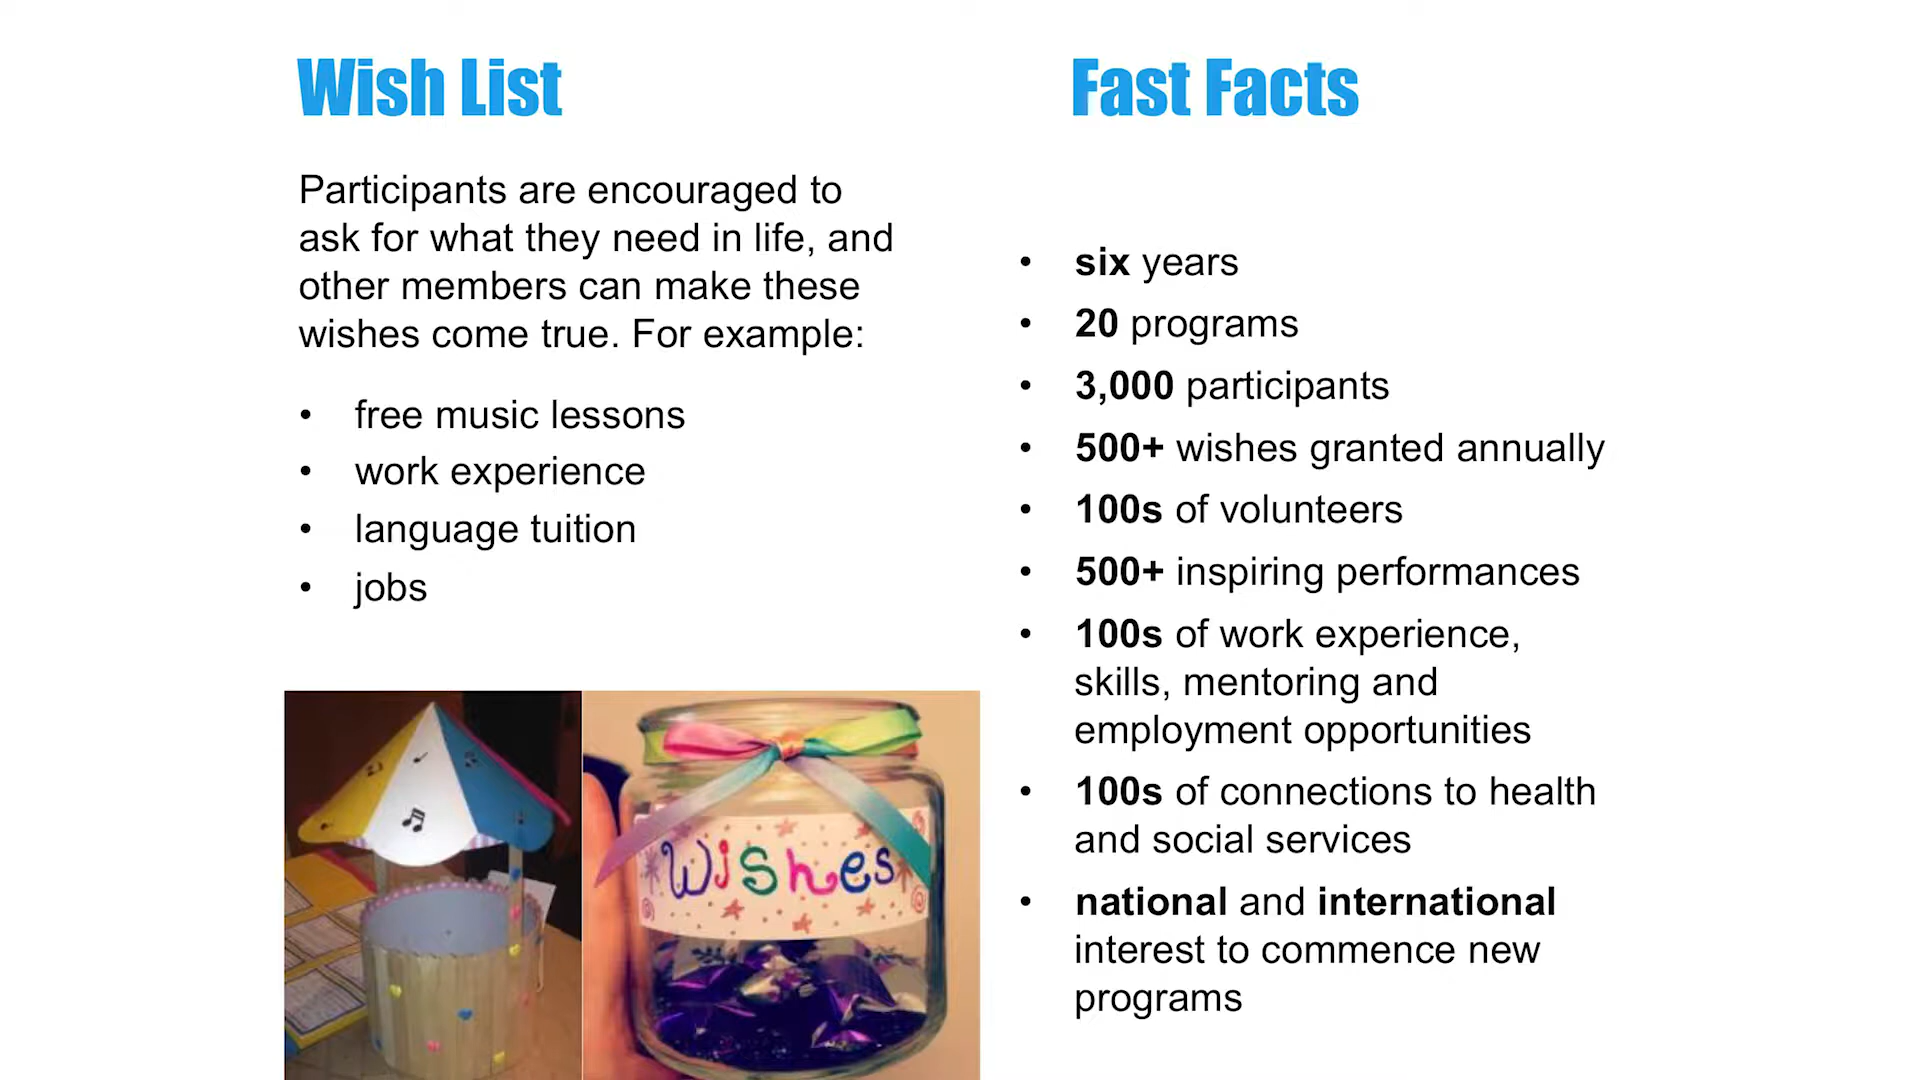 Wish List
Participants are encouraged to
ask for what they need in life, and
other members can make these
wishes come true. For example:
• free music lessons
• work experience
• language tuition
• jobs
Wishes
Fast Facts
• six years
• 20 programs
• 3,000 participants
• 500+ wishes granted annually
• 100s of volunteers
• 500+ inspiring performances
• 100s of work experience,
skills, mentoring and
employment opportunities
• 100s of connections to health
and social services
• national and international
interest to commence new
programs